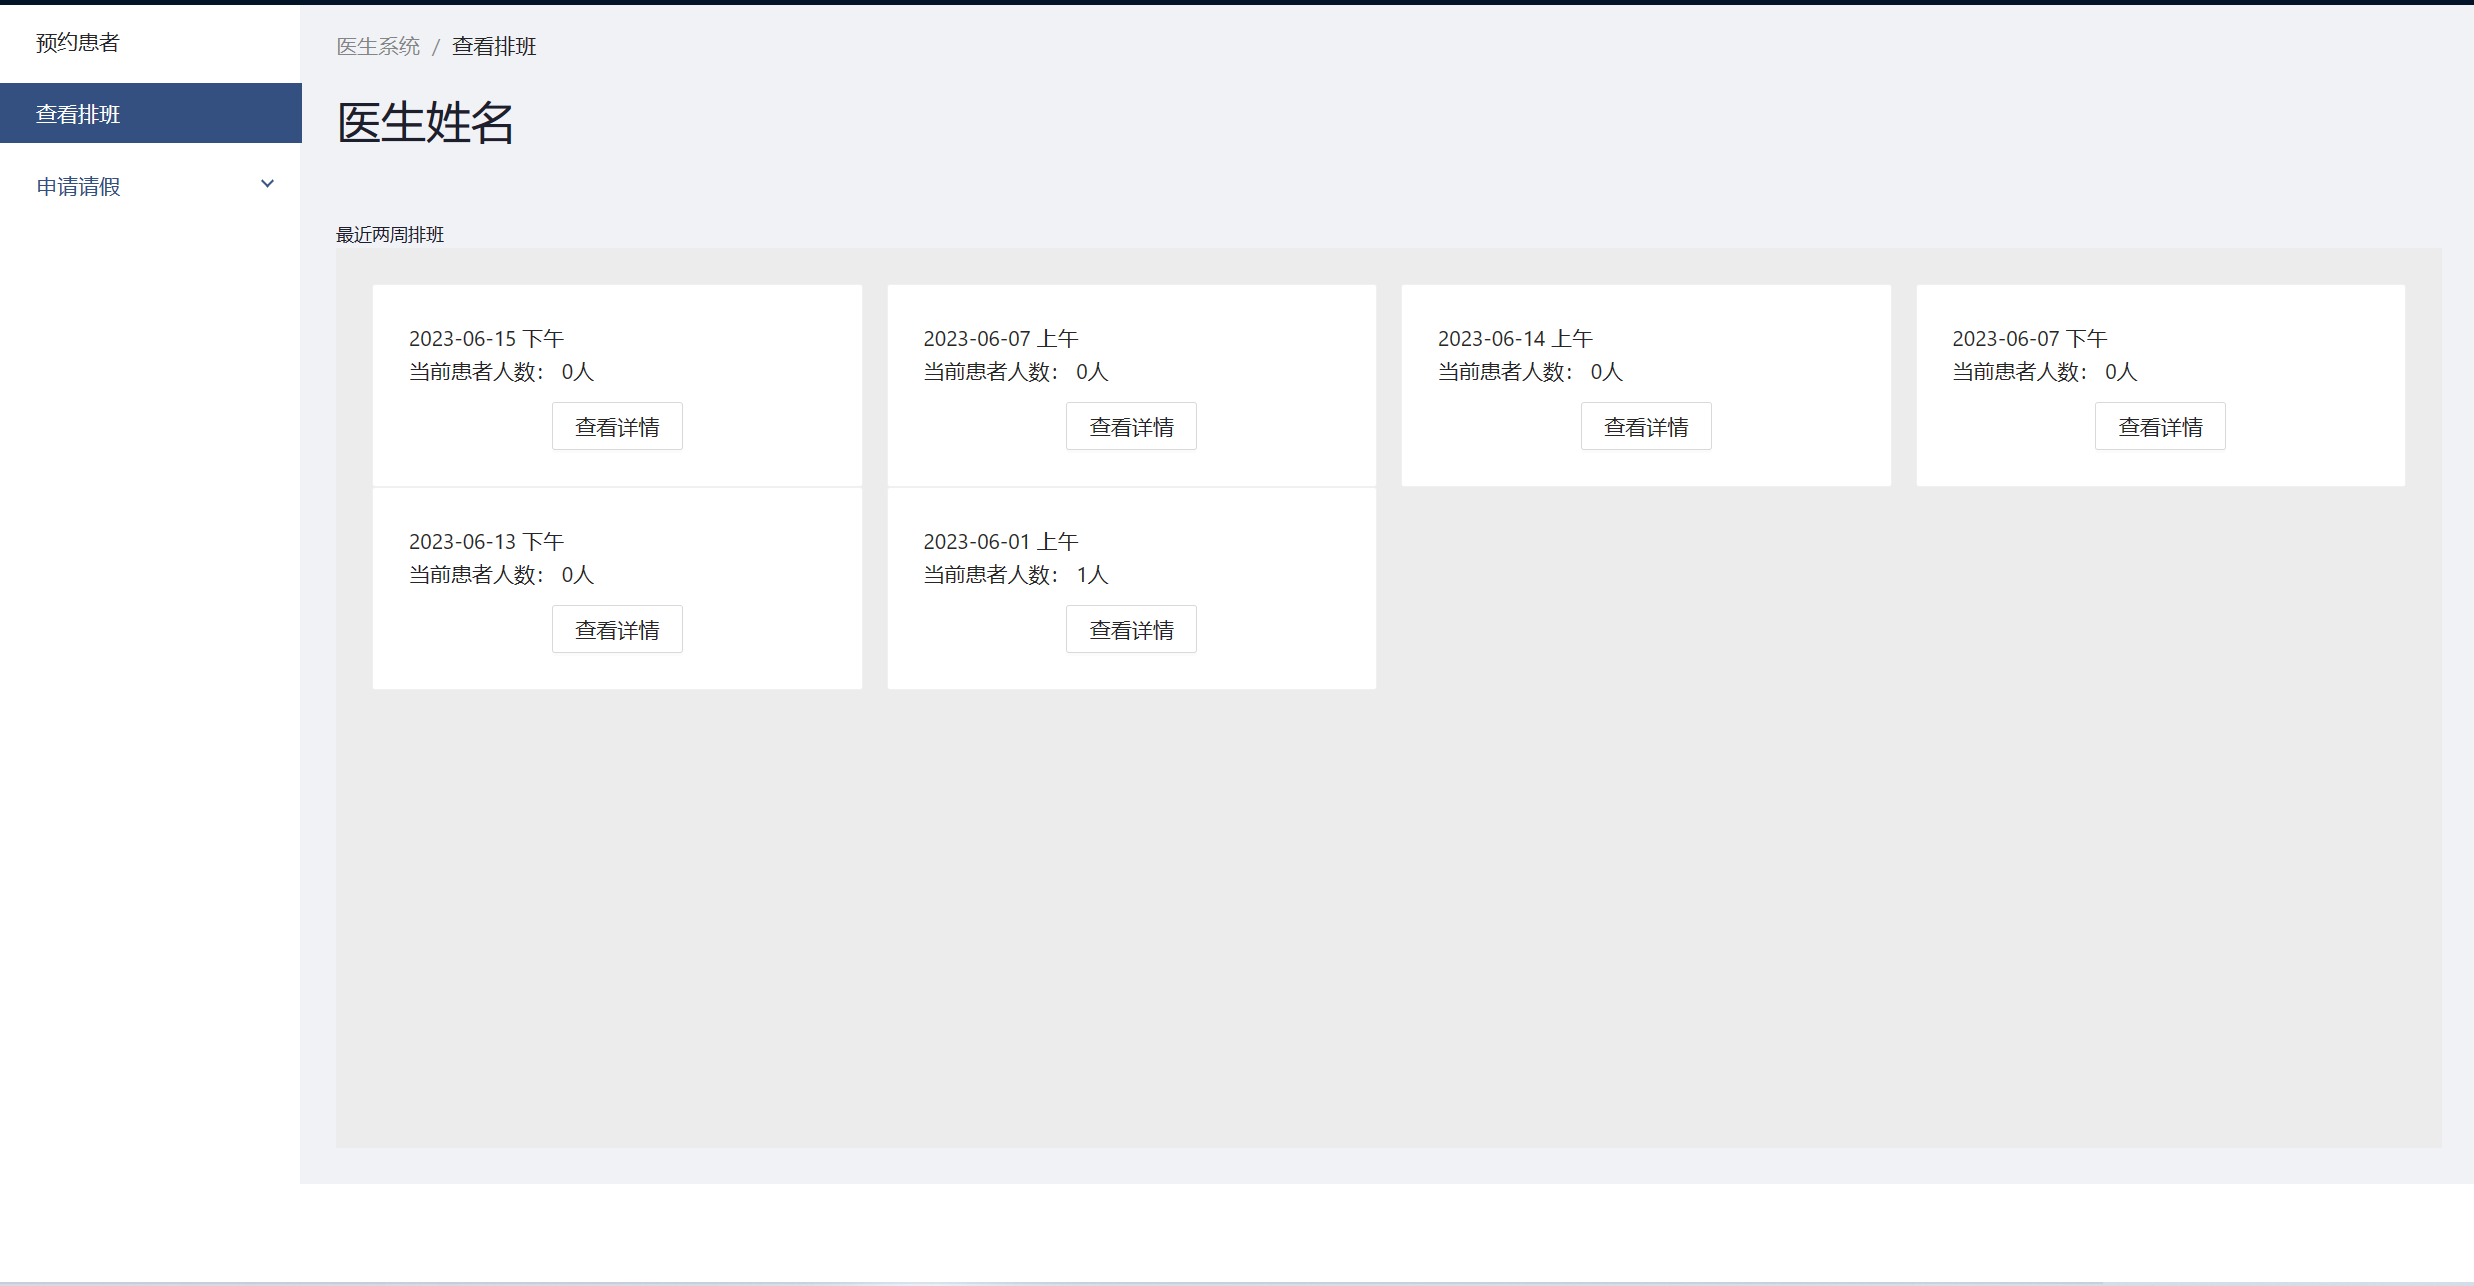 预约患者
查看排班
申请请假
医生系统 / 查看排班
医生姓名
最近两周排班
2023-06-15 下午
当前患者人数： 0人
查看详情
2023-06-07 上午
当前患者人数： 0人
查看详情
2023-06-14 上午
当前患者人数： 0人
查看详情
2023-06-07 下午
当前患者人数： 0人
查看详情
2023-06-13 下午
当前患者人数： 0人
查看详情
2023-06-01 上午
当前患者人数： 1人
查看详情